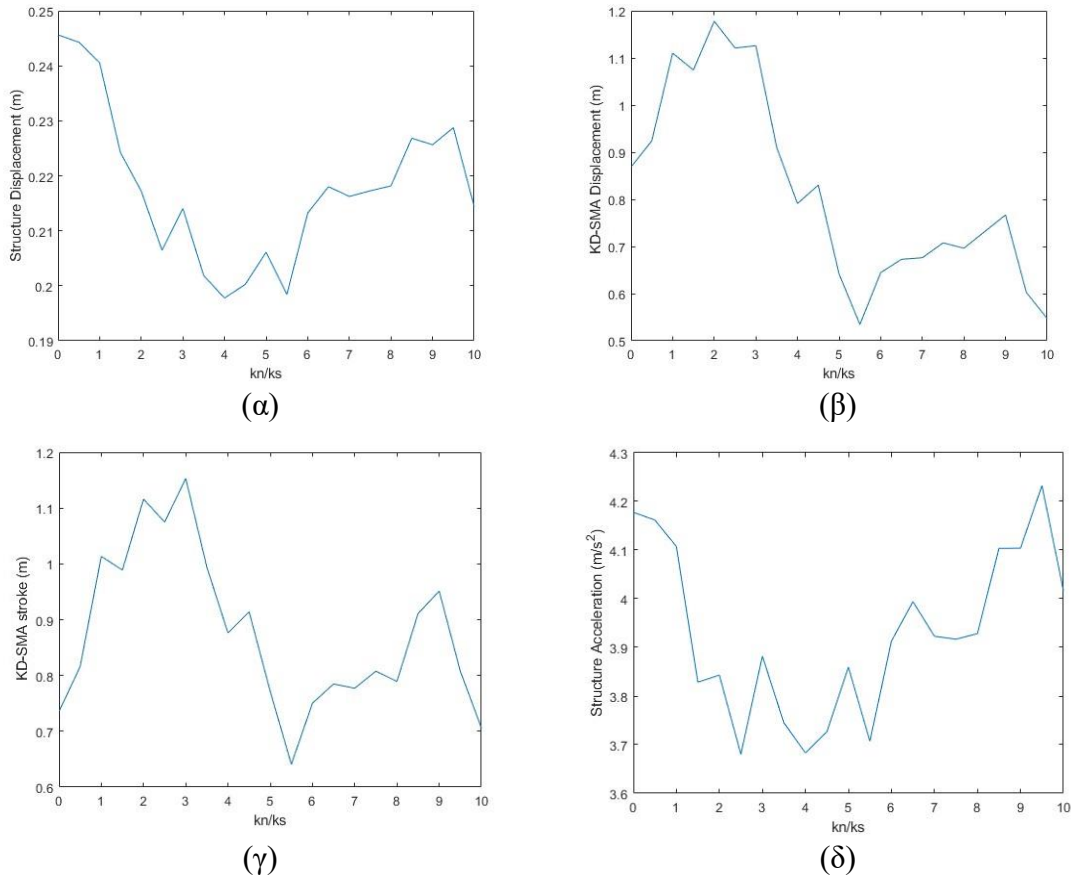 Structure Displacement (m)
0.25
0.24
0.23
0.22
0.21
0.2
0.19
0 1 2 3 4 5 6 7 8 9 10
kn/ks
(α)
KD-SMA Displacement (m)
1.2
1.1
1
0.9
0.8
0.7
0.6
0.5
0 1 2 3 4 5 6 7 8 9 10
kn/ks
(β)
KD-SMA stroke (m)
1.2
1.1
1
0.9
0.8
0.7
0.6
0 1 2 3 4 5 6 7 8 9 10
kn/ks
(γ)
Structure Acceleration (m/s²)
4.3
4.2
4.1
4
3.9
3.8
3.7
3.6
0 1 2 3 4 5 6 7 8 9 10
kn/ks
(δ)